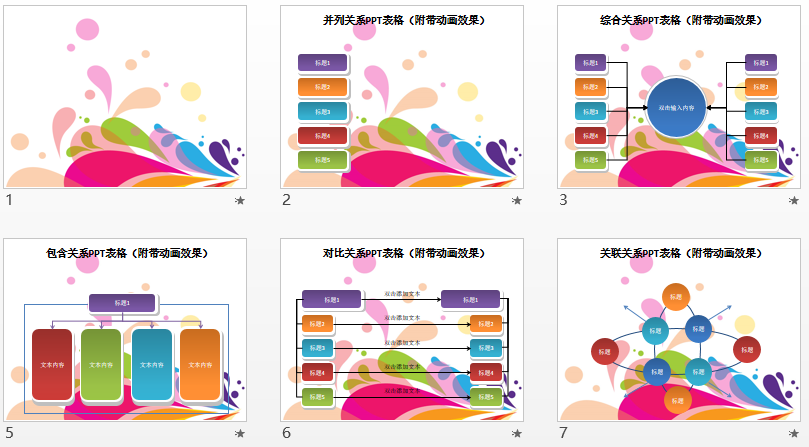 并列关系PPT表格（附带动画效果）
综合关系PPT表格（附带动画效果）
标题1
标题2
标题3
标题4
标题5
标题1
标题2
标题3
标题4
标题5
双击输入内容
标题1
标题2
标题3
标题4
标题5
1
2
3
包含关系PPT表格（附带动画效果）
对比关系PPT表格（附带动画效果）
关联关系PPT表格（附带动画效果）
标题1
文本内容
文本内容
文本内容
文本内容
标题1 双击添加文本 标题1
标题2 双击添加文本 标题2
标题3 双击添加文本 标题3
标题4 双击添加文本 标题4
标题5 双击添加文本 标题5
标题
标题
标题
标题
标题
标题
标题
标题
5
6
7